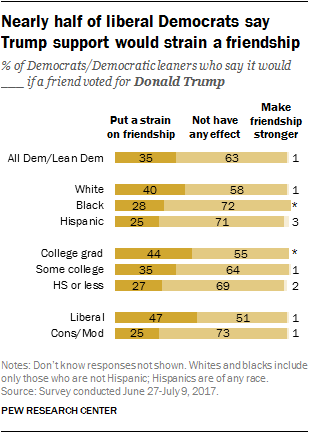 Nearly half of liberal Democrats say
Trump support would strain a friendship
% of Democrats/Democratic leaners who say it would
___ if a friend voted for Donald Trump
Put a strain on friendship Not have any effect Make friendship stronger
All Dem/Lean Dem 35 63 1
White 40 58 1
Black 28 72 *
Hispanic 25 71 3
College grad 44 55 *
Some college 35 64 1
HS or less 27 69 2
Liberal 47 51 1
Cons/Mod 25 73 1
Notes: Don't know responses not shown. Whites and blacks include
only those who are not Hispanic; Hispanics are of any race.
Source: Survey conducted June 27-July 9, 2017.
PEW RESEARCH CENTER